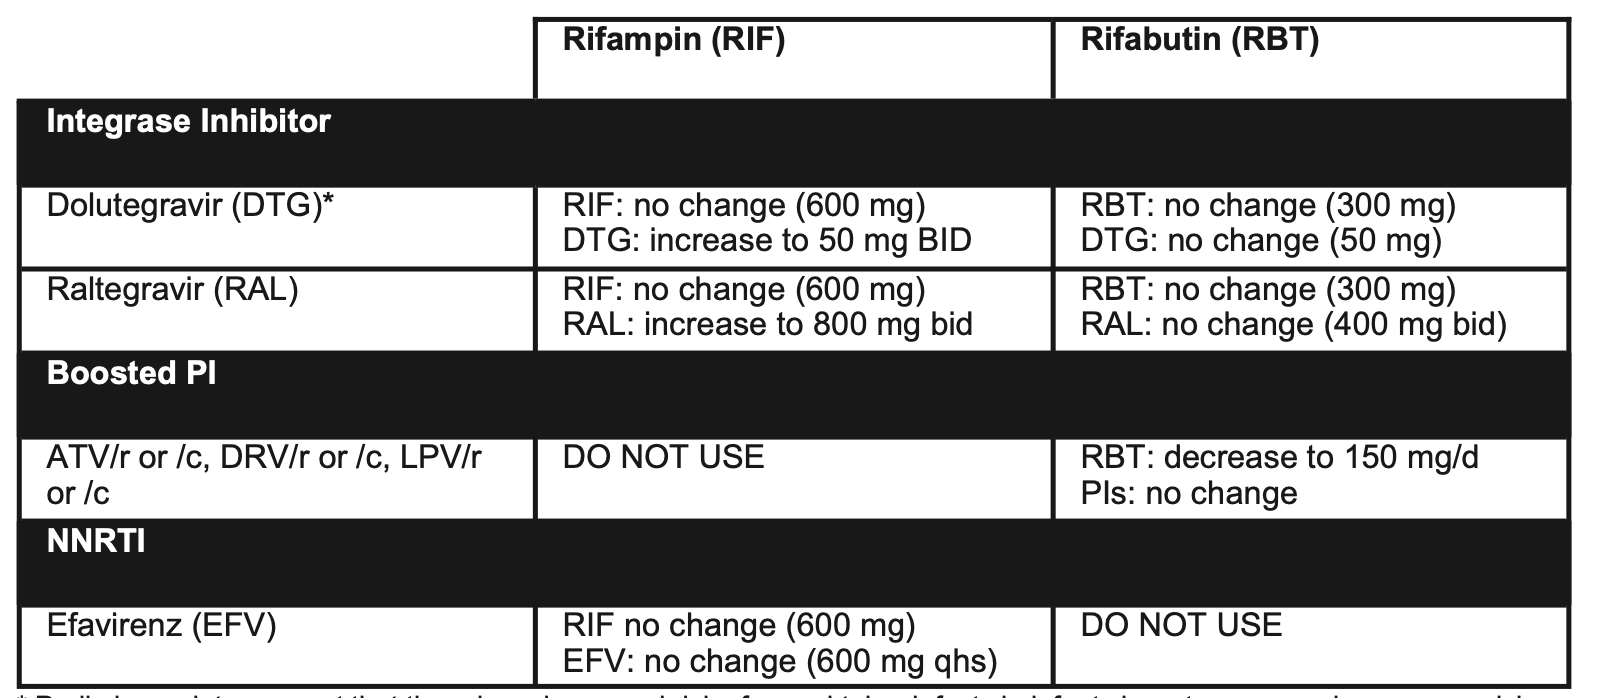 Rifampin (RIF)
Rifabutin (RBT)
Integrase Inhibitor
Dolutegravir (DTG)*
RIF: no change (600 mg)
DTG: increase to 50 mg BID
RBT: no change (300 mg)
DTG: no change (50 mg)
Raltegravir (RAL)
RIF: no change (600 mg)
RAL: increase to 800 mg bid
RBT: no change (300 mg)
RAL: no change (400 mg bid)
Boosted PI
ATV/r or /c, DRV/r or /c, LPV/r
or /c
DO NOT USE
RBT: decrease to 150 mg/d
PIs: no change
NNRTI
Efavirenz (EFV)
RIF no change (600 mg)
EFV: no change (600 mg qhs)
DO NOT USE